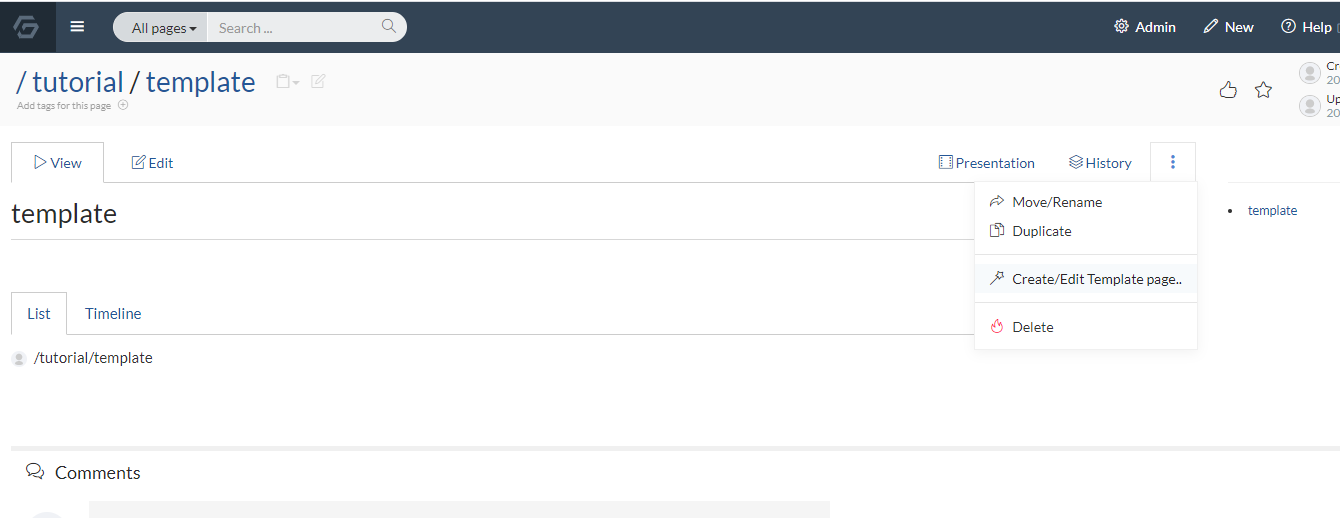 All pages Search ... Admin New Help
/ tutorial / template
Add tags for this page
Cr
20
Up
20
View Edit Presentation History
Move/Rename
template
template
Duplicate
Create/Edit Template page..
List Timeline
Delete
/tutorial/template
Comments